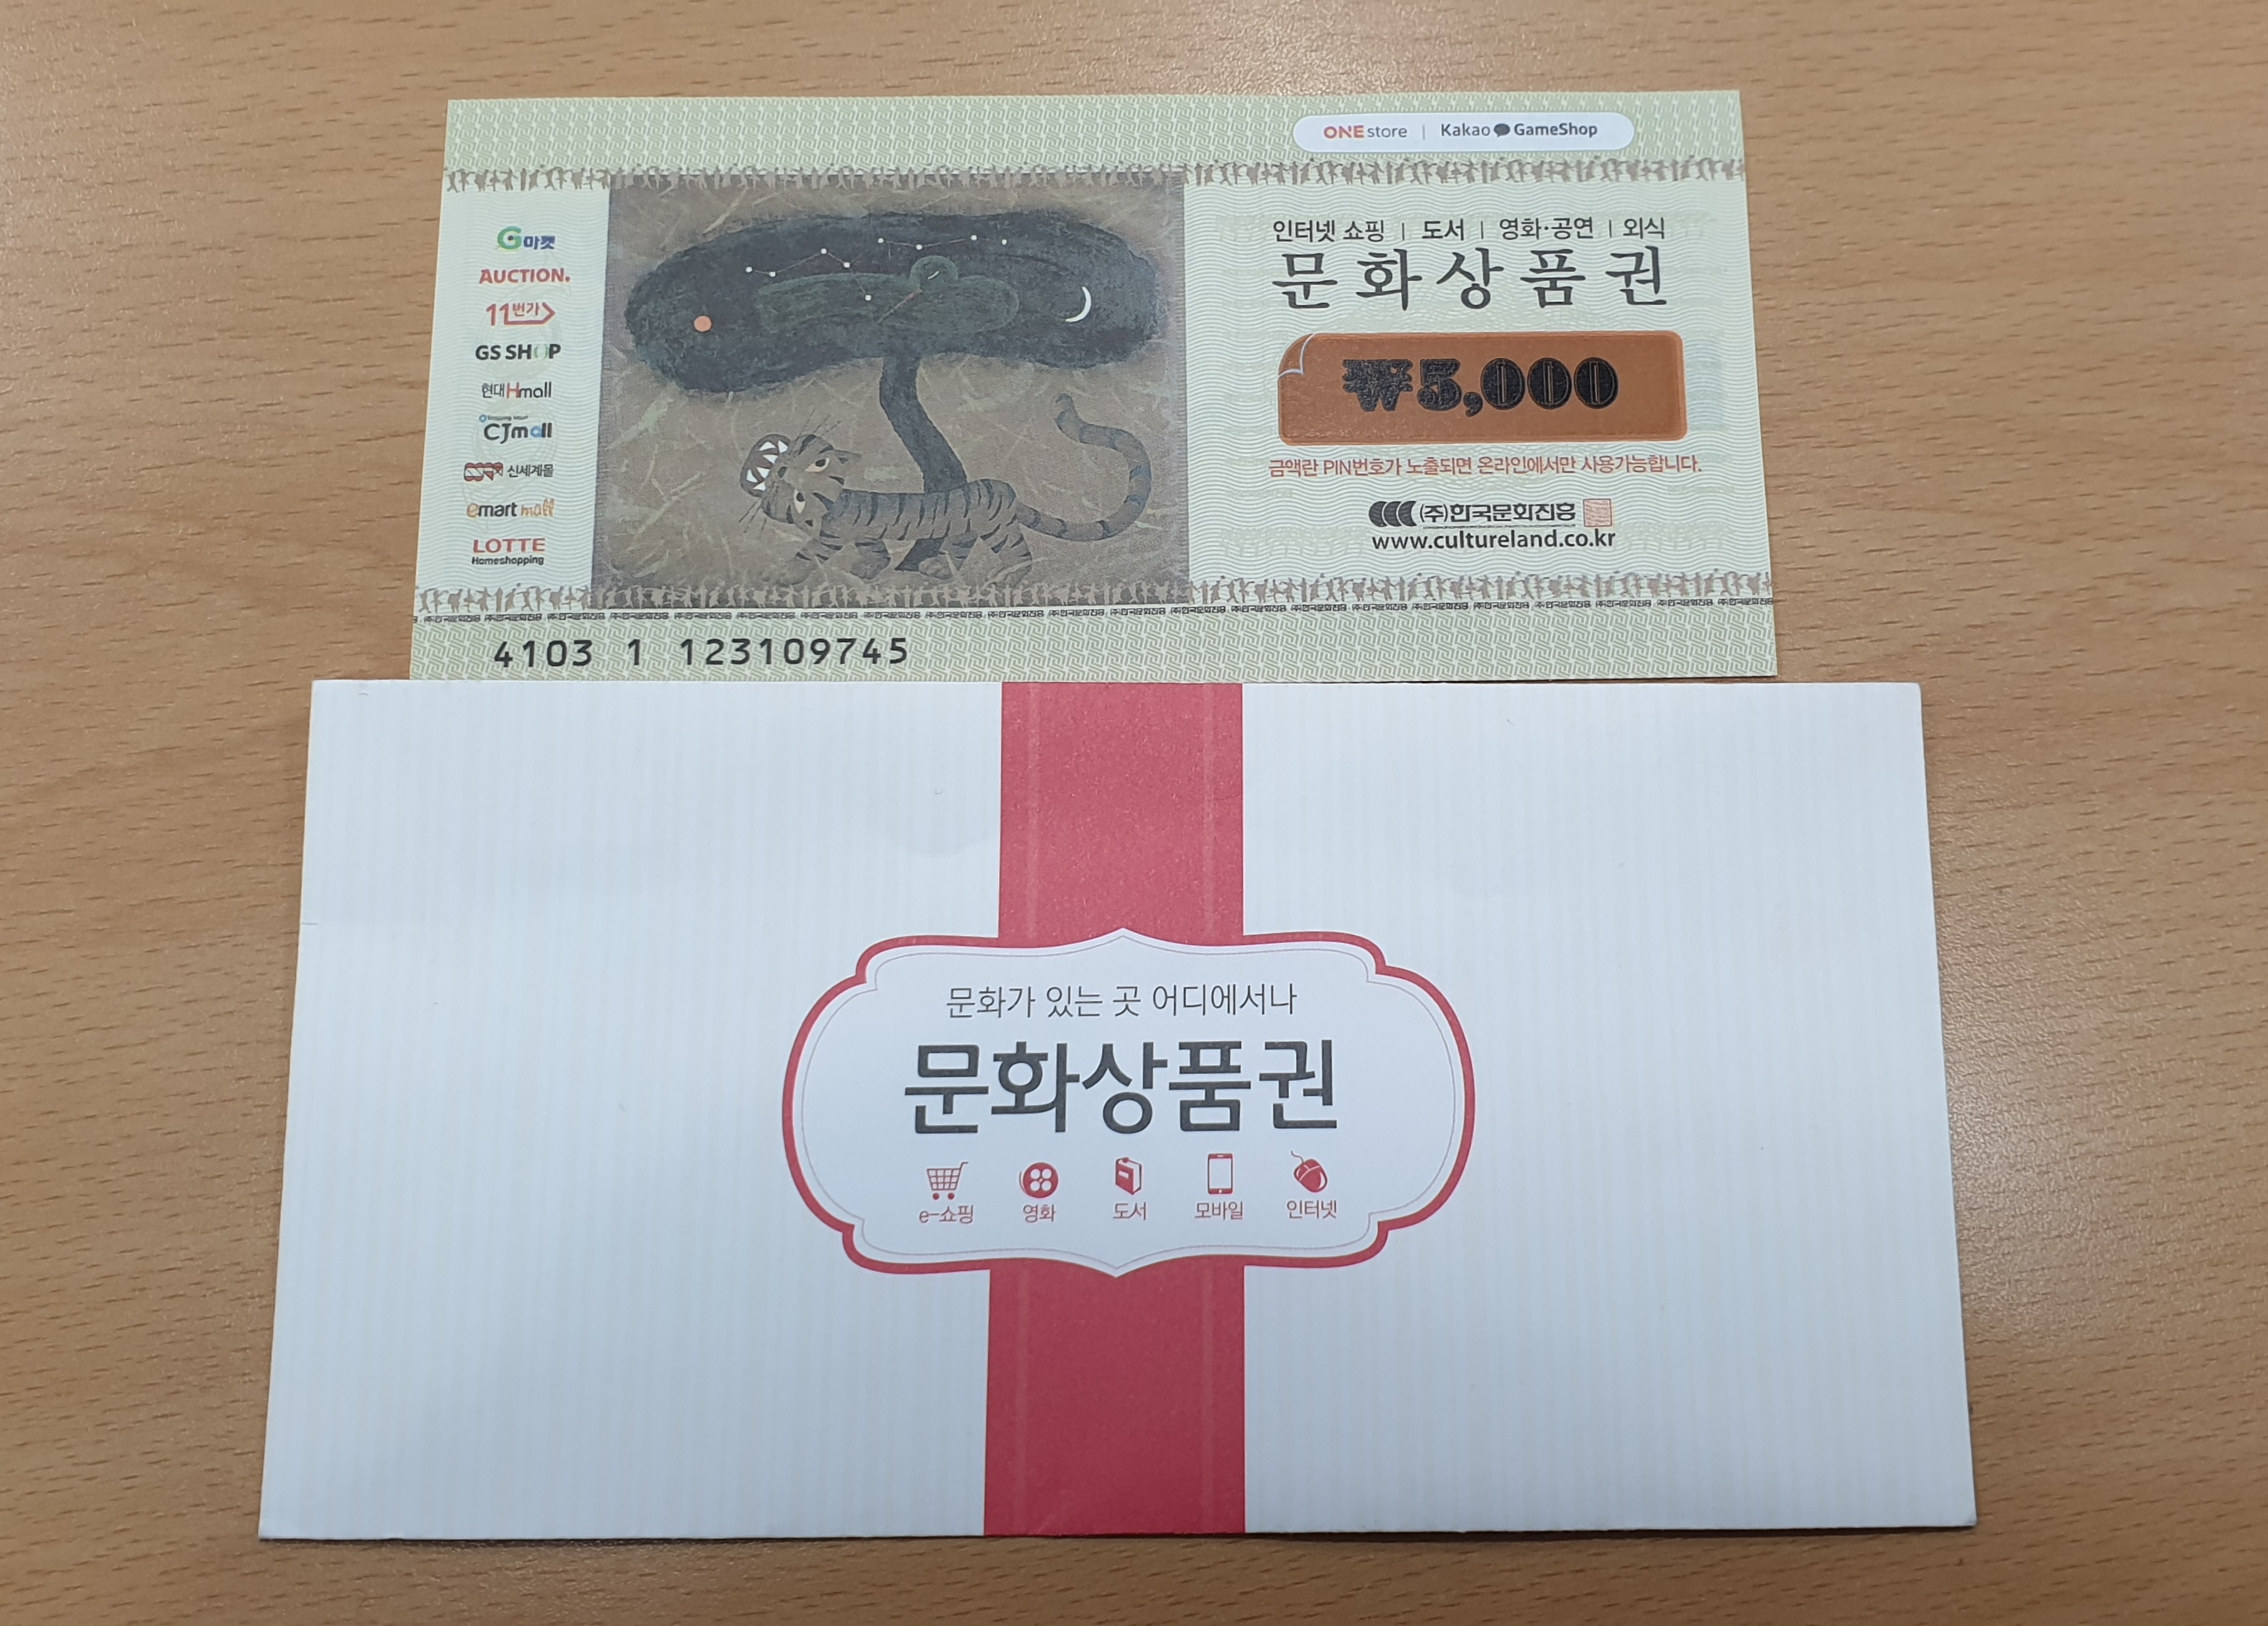 ONE store | Kakao GameShop
G마켓
AUCTION.
11번가
GS SHOP
현대Hmall
CJmall
신세계몰
emart mall
LOTTE
Homeshopping
인터넷 쇼핑 | 도서 | 영화·공연 | 외식
문화상품권
₩5,000
금액란 PIN번호가 노출되면 온라인에서만 사용가능합니다.
(주)한국문화진흥
www.cultureland.co.kr
4103 1 123109745
문화가 있는 곳 어디에서나
문화상품권
e-쇼핑 영화 도서 모바일 인터넷